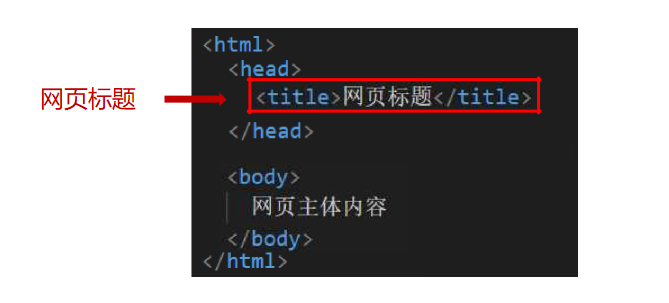 <html>
<head>
网页标题
<title>网页标题</title>
</head>
<body>
网页主体内容
</body>
</html>